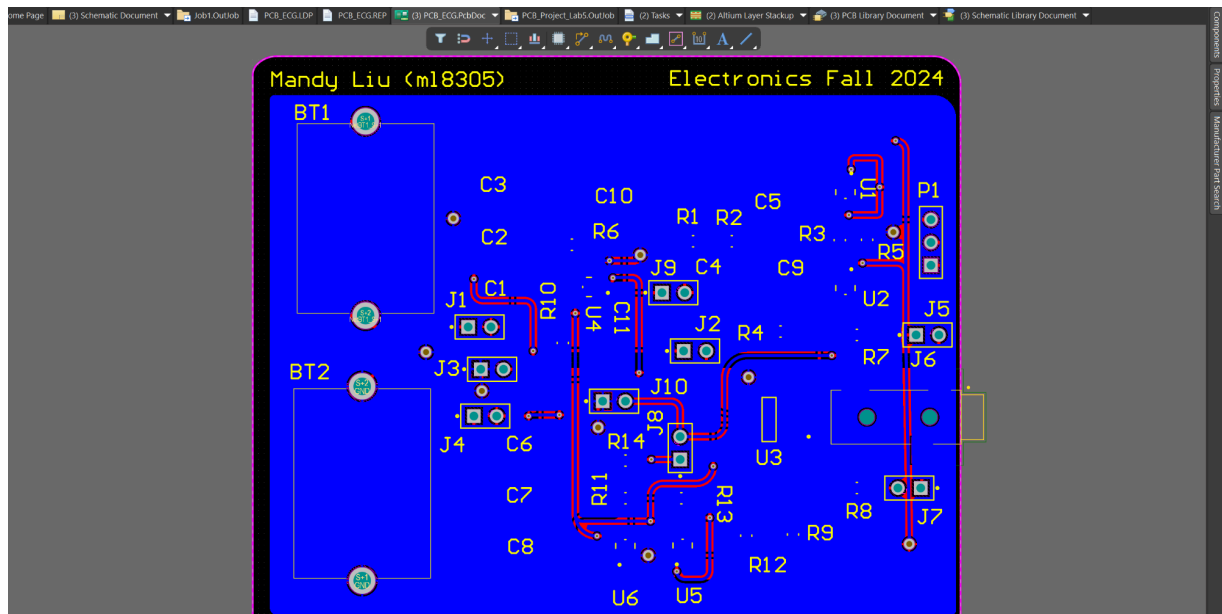 ome Page
(3) Schematic Document
Job1.OutJob
PCB_ECG.LDP
PCB_ECG.REP
(3) PCB_ECG.PcbDoc
PCB_Project_Lab5.OutJob
(2) Tasks
(2) Altium Layer Stackup
(3) PCB Library Document
(3) Schematic Library Document
Components
Properties
Manufacturer Part Search
Mandy Liu (ml8305)
Electronics Fall 2024
BT1
C3
C10
C5
U1
P1
R1
R2
C2
R6
R3
R5
J9
C4
C9
C1
R10
J1
U4
C11
U2
J2
R4
J5
J3
R7
J6
BT2
J10
J8
J4
C6
R14
U3
R11
C7
R13
R8
J7
R9
C8
R12
U6
U5